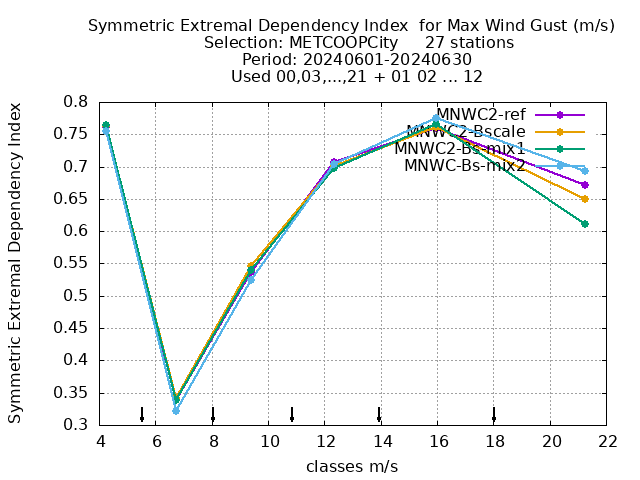 Symmetric Extremal Dependency Index  for Max Wind Gust (m/s)
Selection: METCOOPCity     27 stations
Period: 20240601-20240630
Used 00,03,...,21 + 01 02 ... 12
Symmetric Extremal Dependency Index
0.8
0.75
0.7
0.65
0.6
0.55
0.5
0.45
0.4
0.35
0.3
MNWC2-ref
MNWC2-Bscale
MNWC2-Bs-mix1
MNWC-Bs-mix2
4 6 8 10 12 14 16 18 20 22
classes m/s